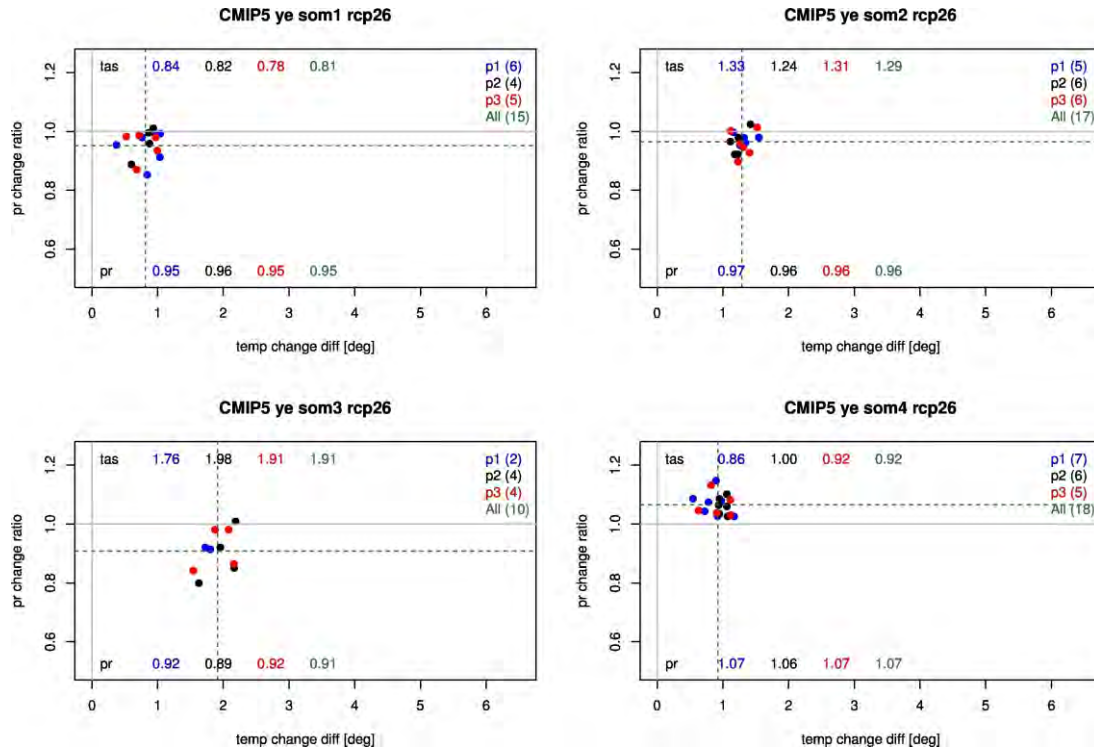 CMIP5 ye som1 rcp26
tas 0.84 0.82 0.78 0.81
p1 (6)
p2 (4)
p3 (5)
All (15)
pr change ratio
1.2
1.0
0.8
0.6
pr 0.95 0.96 0.95 0.95
0 1 2 3 4 5 6
temp change diff [deg]
CMIP5 ye som2 rcp26
tas 1.33 1.24 1.31 1.29
p1 (5)
p2 (6)
p3 (6)
All (17)
pr change ratio
1.2
1.0
0.8
0.6
pr 0.97 0.96 0.96 0.96
0 1 2 3 4 5 6
temp change diff [deg]
CMIP5 ye som3 rcp26
tas 1.76 1.98 1.91 1.91
p1 (2)
p2 (4)
p3 (4)
All (10)
pr change ratio
1.2
1.0
0.8
0.6
pr 0.92 0.89 0.92 0.91
0 1 2 3 4 5 6
temp change diff [deg]
CMIP5 ye som4 rcp26
tas 0.86 1.00 0.92 0.92
p1 (7)
p2 (6)
p3 (5)
All (18)
pr change ratio
1.2
1.0
0.8
0.6
pr 1.07 1.06 1.07 1.07
0 1 2 3 4 5 6
temp change diff [deg]